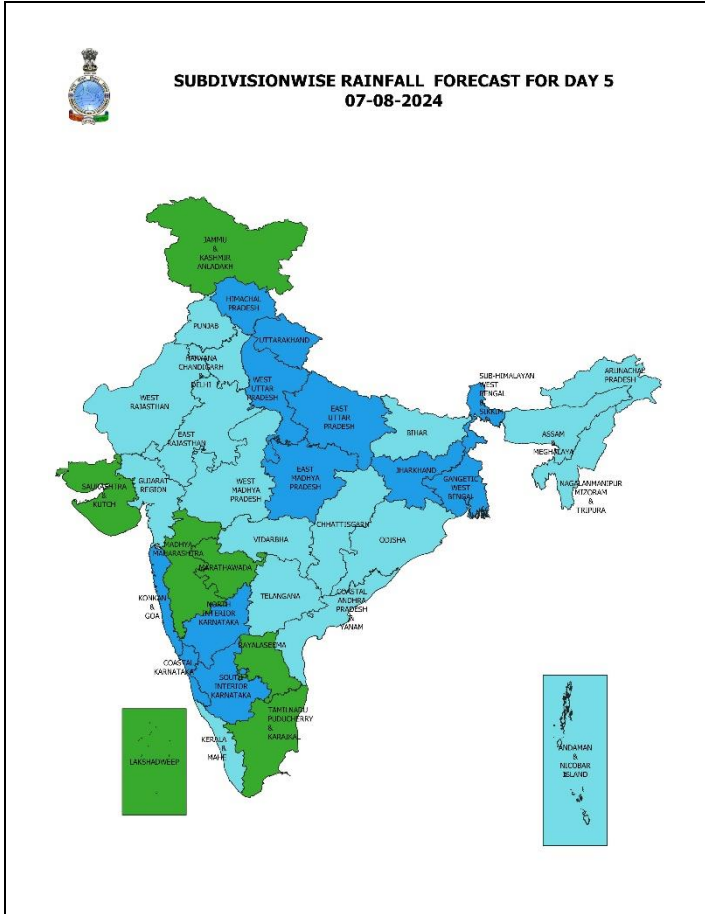 SUBDIVISIONWISE RAINFALL FORECAST FOR DAY 5
07-08-2024
JAMMU
&
KASHMIR
ANLADAKH
HIMACHAL
PRADESH
PUNJAB
UTTARAKHAND
HARYANA
CHANDIGARH
&
DELHI
WEST
UTTAR
PRADESH
WEST
RAJASTHAN
EAST
RAJASTHAN
EAST
UTTAR
PRADESH
BIHAR
SUB-HIMALAYAN
WEST
BENGAL
&
SIKKIM
ARUNACHAL
PRADESH
ASSAM
&
MEGHALAYA
NAGALANMANIPUR
MIZORAM
&
TRIPURA
SAURASHTRA
&
KUTCH
GUJARAT
REGION
WEST
MADHYA
PRADESH
EAST
MADHYA
PRADESH
JHARKHAND
GANGETIC
WEST
BENGAL
CHHATTISGARH
ODISHA
VIDARBHA
MADHYA
MAHARASHTRA
MARATHAWADA
KONKAN
&
GOA
NORTH
INTERIOR
KARNATAKA
TELANGANA
COASTAL
ANDHRA
PRADESH
&
YANAM
RAYALASEEMA
COASTAL
KARNATAKA
SOUTH
INTERIOR
KARNATAKA
TAMILNADU
PUDUCHERRY
&
KARAIKAL
KERALA
&
MAHE
LAKSHADWEEP
ANDAMAN
&
NICOBAR
ISLAND